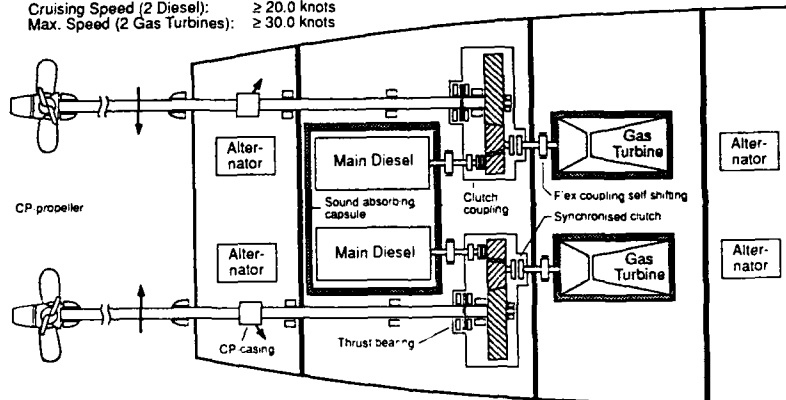 Cruising Speed (2 Diesel): ≥ 20.0 knots
Max. Speed (2 Gas Turbines): ≥ 30.0 knots
Alter-
nator
Main Diesel
Gas
Turbine
Alter-
nator
CP-propeller
Sound absorbing
capsule
Clutch
coupling
Flex coupling self shifting
Synchronised clutch
Alter-
nator
Main Diesel
Gas
Turbine
Alter-
nator
CP-casing
Thrust bearing